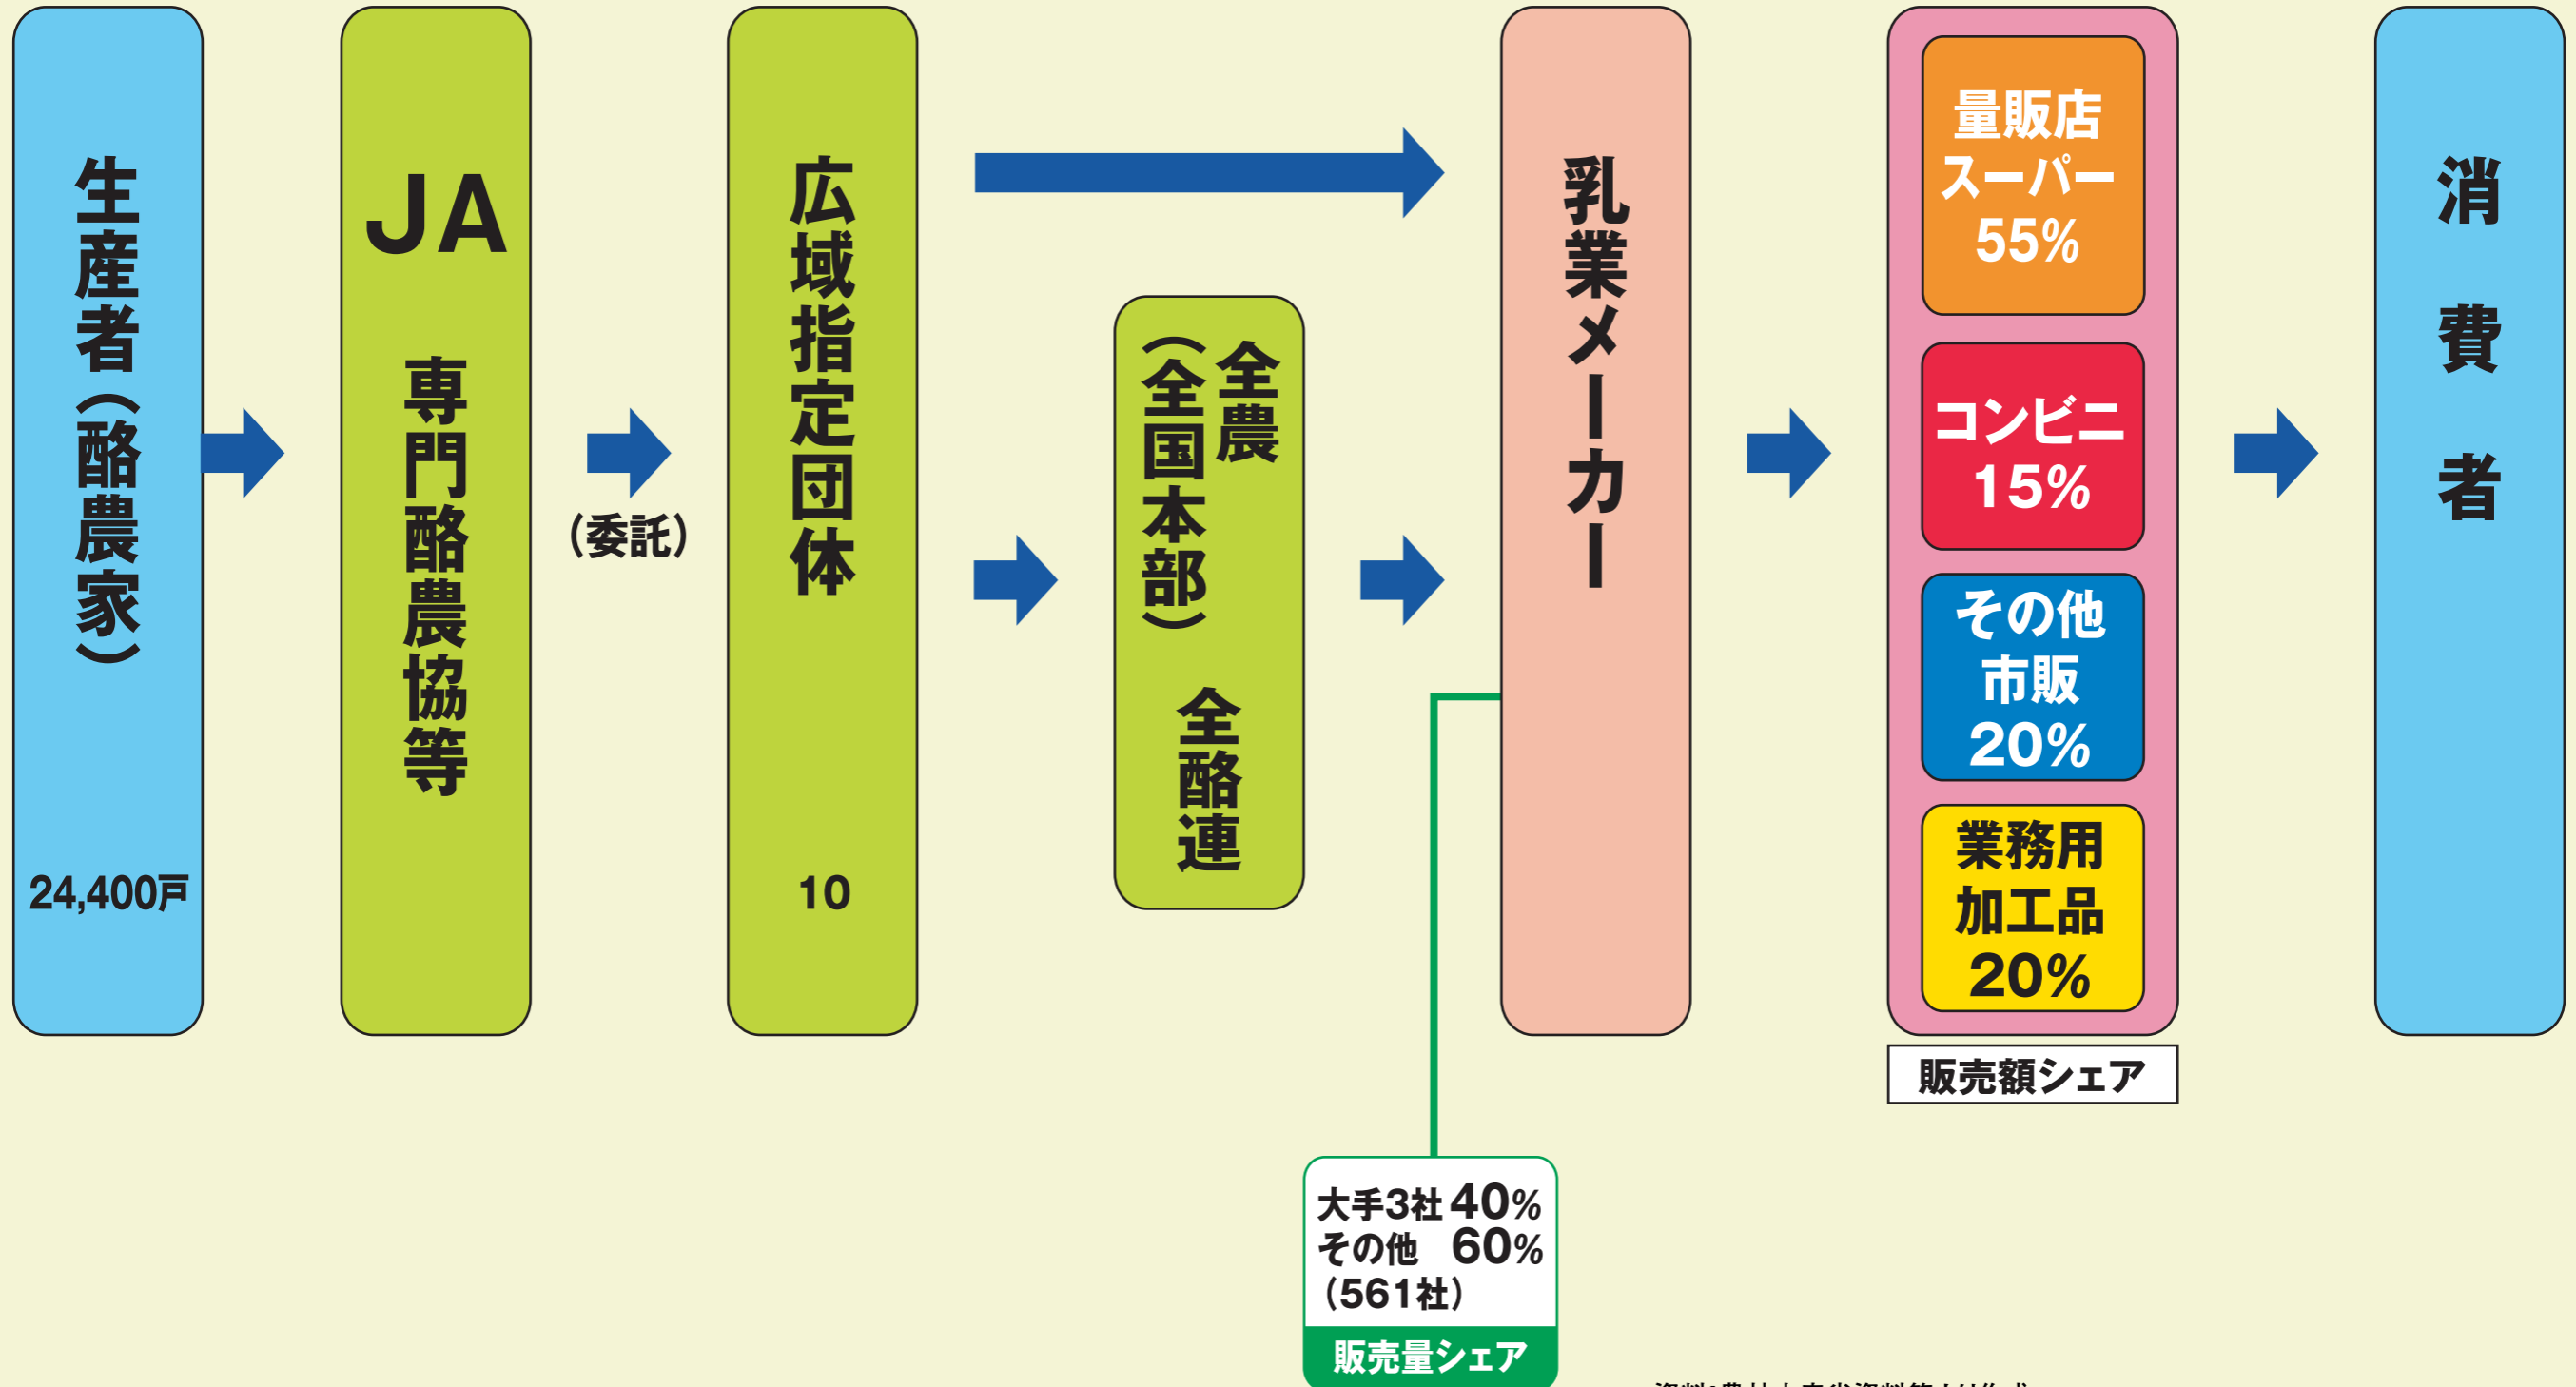 生産者（酪農家）
24,400戸
JA
専門酪農協等
（委託）
広域指定団体
10
全農
（全国本部）
全酪連
乳業メーカー
大手3社 40%
その他 60%
（561社）
販売量シェア
量販店
スーパー
55%
コンビニ
15%
その他
市販
20%
業務用
加工品
20%
販売額シェア
消費者